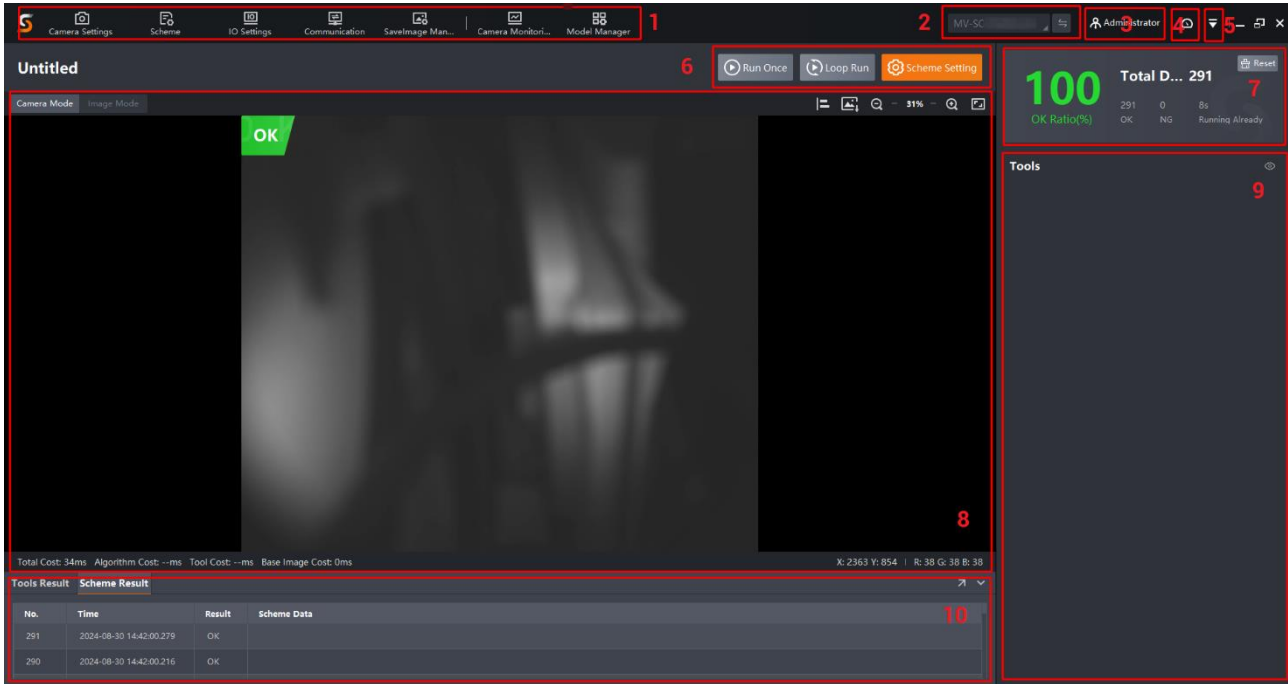 Camera Settings
Scheme
IO Settings
Communication
SaveImage Man...
Camera Monitori...
Model Manager
1
2
MV-SC
Administrator
3
4
5
Untitled
6
Run Once
Loop Run
Scheme Setting
100
OK Ratio(%)
Total D... 291
Reset
7
291 0 8s
OK NG Running Already
Camera Mode Image Mode
31%
OK
8
Tools
9
Total Cost: 34ms Algorithm Cost: --ms Tool Cost: --ms Base Image Cost: 0ms
X: 2363 Y: 854 | R: 38 G: 38 B: 38
Tools Result Scheme Result
10
No. Time Result Scheme Data
291 2024-08-30 14:42:00.279 OK
290 2024-08-30 14:42:00.216 OK